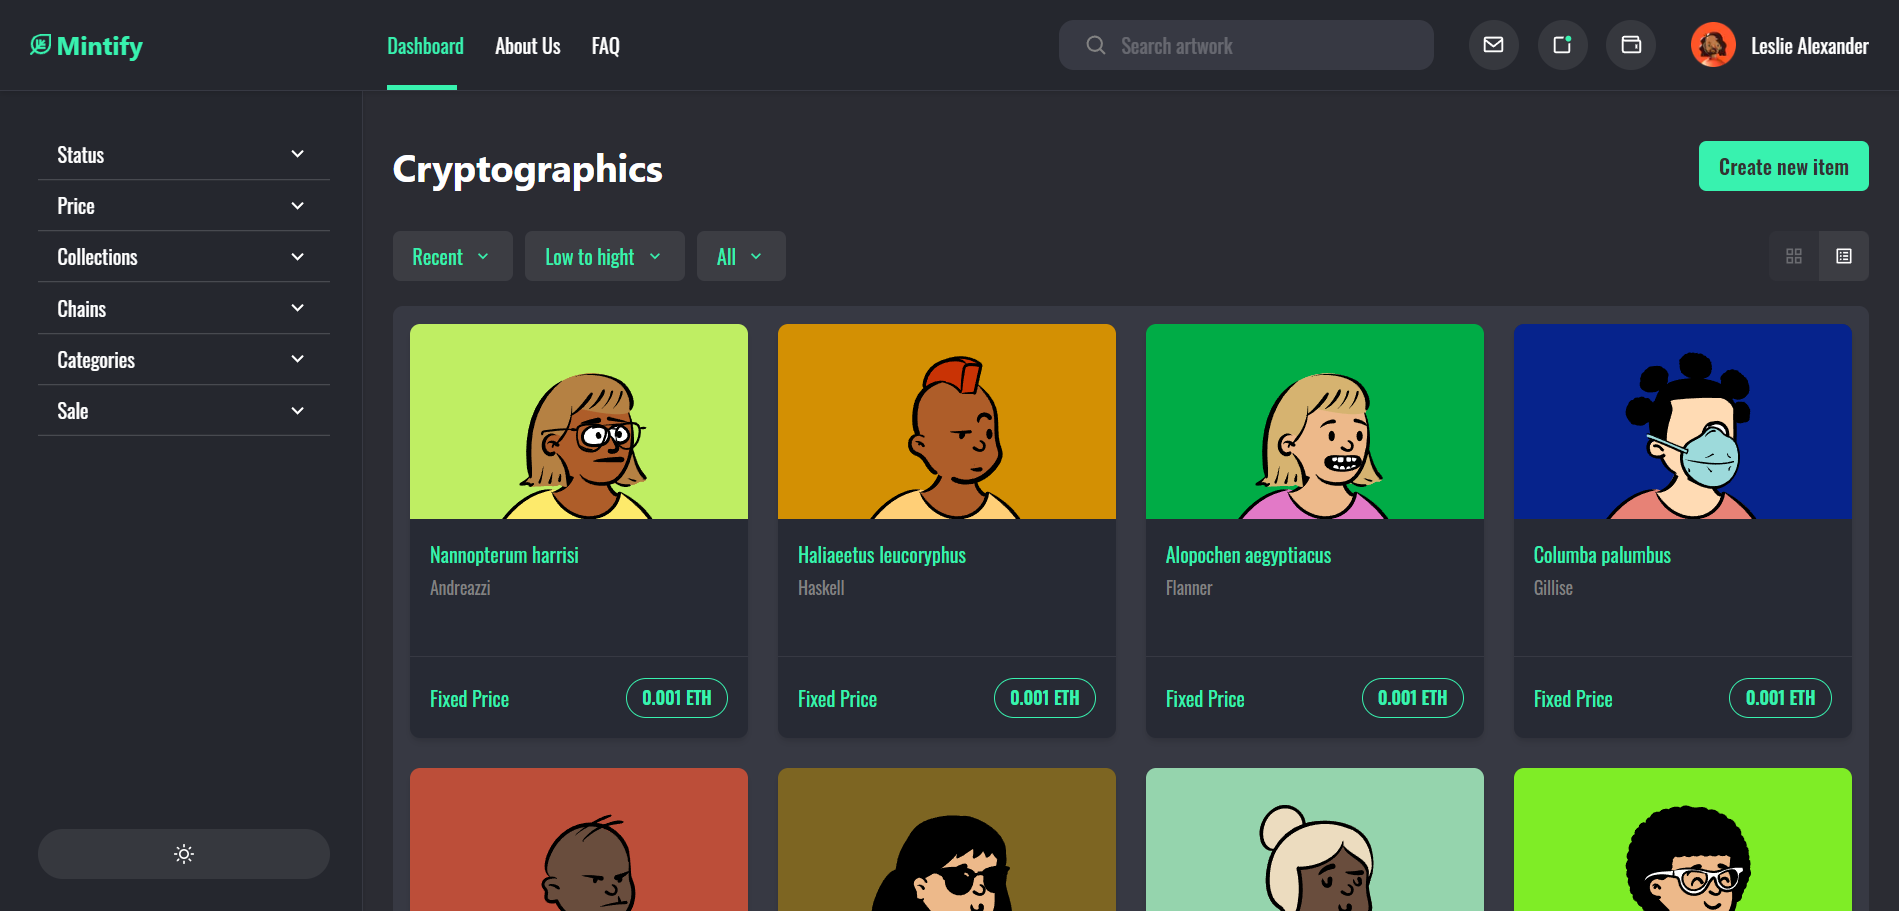 Mintify
Dashboard
About Us
FAQ
Search artwork
Leslie Alexander
Status
Price
Collections
Chains
Categories
Sale
Cryptographics
Create new item
Recent
Low to hight
All
Nannopterum harrisi
Andreazzi
Fixed Price
0.001 ETH
Haliaeetus leucoryphus
Haskell
Fixed Price
0.001 ETH
Alopochen aegyptiacus
Flanner
Fixed Price
0.001 ETH
Columba palumbus
Gillise
Fixed Price
0.001 ETH